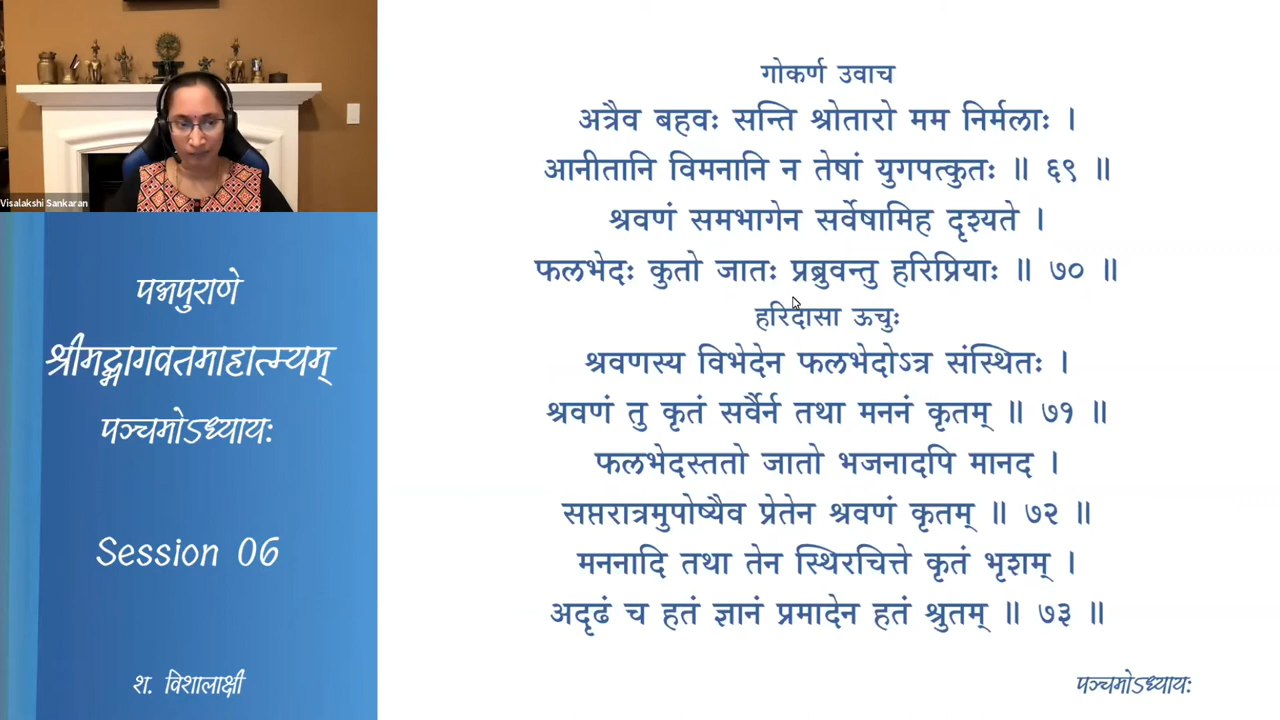 Visalakshi Sankaran
पद्मपुराणे
श्रीमद्भागवतमाहात्म्यम्
पञ्चमोऽध्यायः
Session 06
श. विशालाक्षी
गोकर्ण उवाच
अत्रैव बहवः सन्ति श्रोतारो मम निर्मलाः ।
आनीतानि विमनानि न तेषां युगपत्कुतः ॥ ६९ ॥
श्रवणं समभागेन सर्वेषामिह दृश्यते ।
फलभेदः कुतो जातः प्रब्रुवन्तु हरिप्रियाः ॥ ७० ॥
हरिदासा ऊचुः
श्रवणस्य विभेदेन फलभेदोऽत्र संस्थितः ।
श्रवणं तु कृतं सर्वैर्न तथा मननं कृतम् ॥ ७१ ॥
फलभेदस्ततो जातो भजनादपि मानद ।
सप्तरात्रमुपोष्यैव प्रेतेन श्रवणं कृतम् ॥ ७२ ॥
मननादि तथा तेन स्थिरचित्ते कृतं भृशम् ।
अदृढं च हतं ज्ञानं प्रमादेन हतं श्रुतम् ॥ ७३ ॥
पञ्चमोऽध्यायः